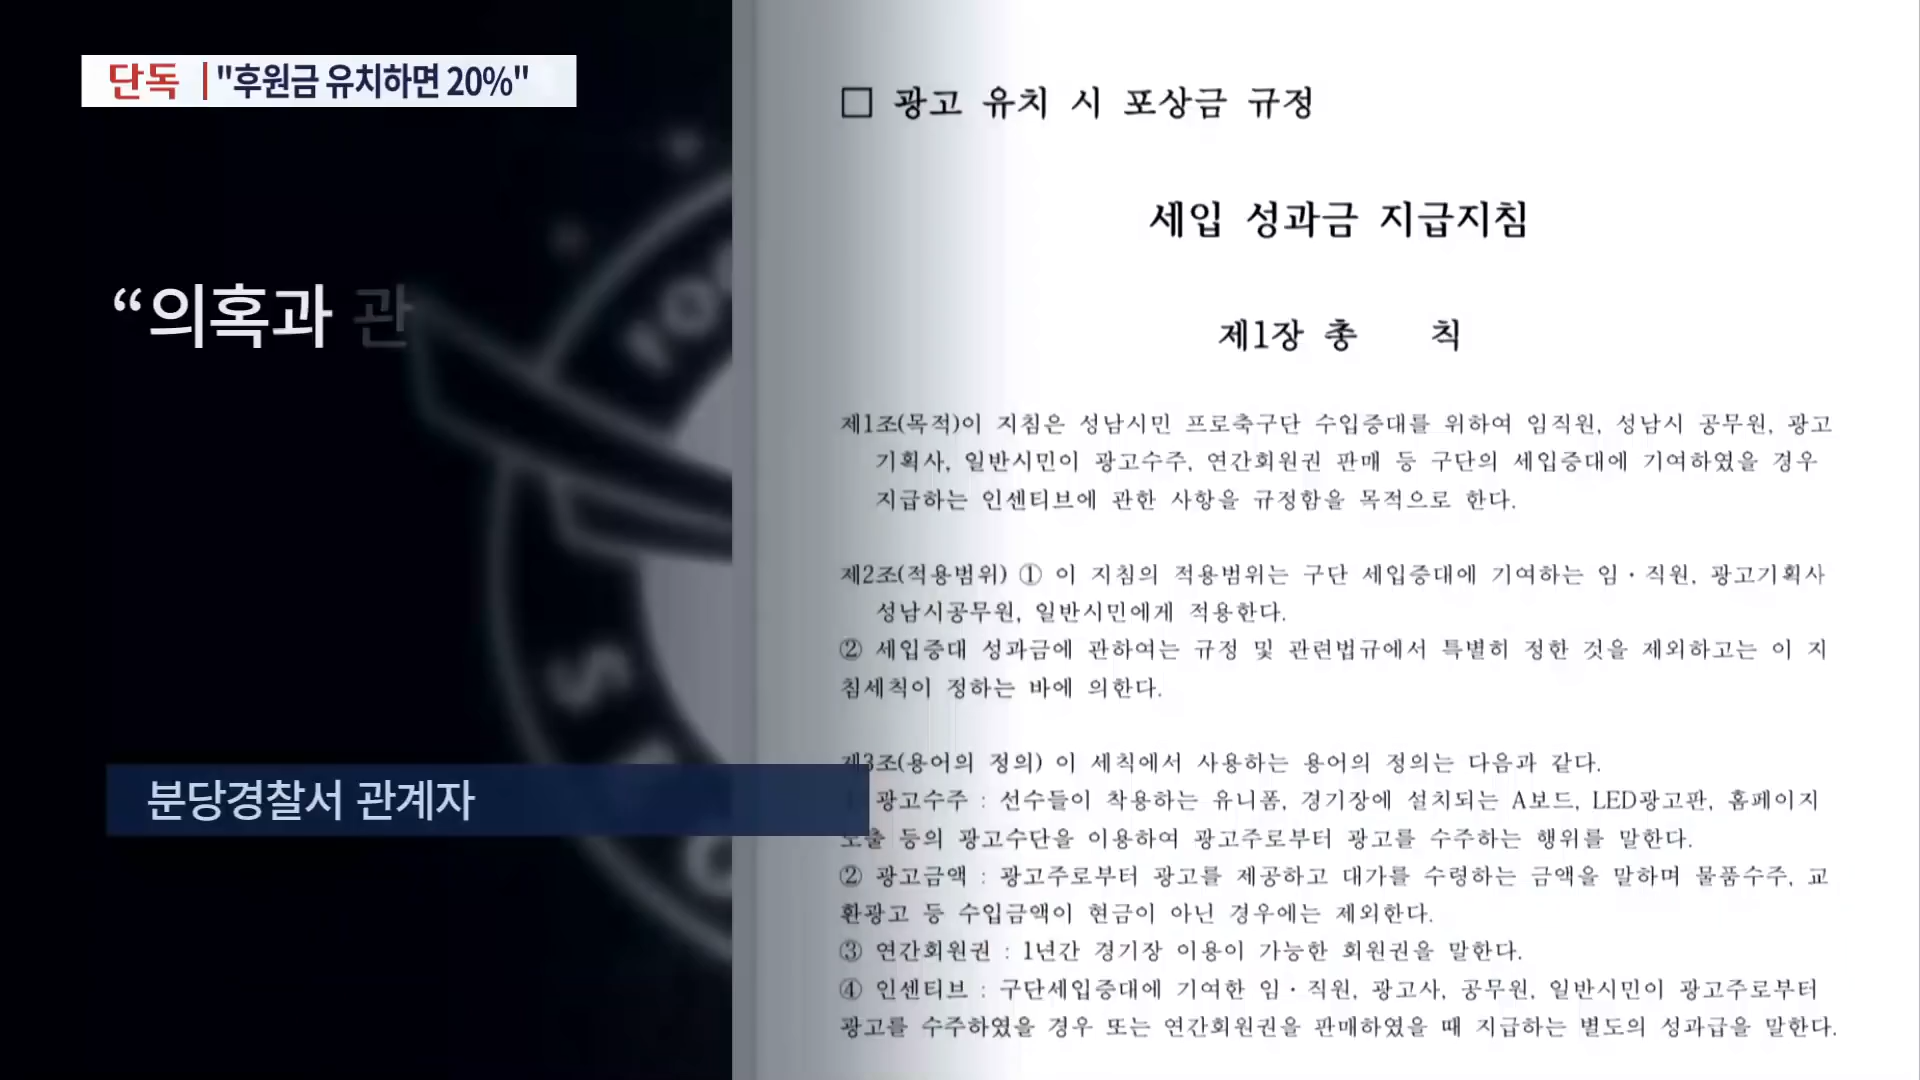 단독 "후원금 유치하면 20%"
“의혹과 관
분당경찰서 관계자
□ 광고 유치 시 포상금 규정
세입 성과금 지급지침
제1장 총 칙
제1조(목적)이 지침은 성남시민 프로축구단 수입증대를 위하여 임직원, 성남시 공무원, 광고
기획사, 일반시민이 광고수주, 연간회원권 판매 등 구단의 세입증대에 기여하였을 경우
지급하는 인센티브에 관한 사항을 규정함을 목적으로 한다.
제2조(적용범위) ① 이 지침의 적용범위는 구단 세입증대에 기여하는 임·직원, 광고기획사
성남시공무원, 일반시민에게 적용한다.
② 세입증대 성과금에 관하여는 규정 및 관련법규에서 특별히 정한 것을 제외하고는 이 지
침세칙이 정하는 바에 의한다.
제3조(용어의 정의) 이 세칙에서 사용하는 용어의 정의는 다음과 같다.
광고수주 : 선수들이 착용하는 유니폼, 경기장에 설치되는 A보드, LED광고판, 홈페이지
노출 등의 광고수단을 이용하여 광고주로부터 광고를 수주하는 행위를 말한다.
② 광고금액 : 광고주로부터 광고를 제공하고 대가를 수령하는 금액을 말하며 물품수주, 교
환광고 등 수입금액이 현금이 아닌 경우에는 제외한다.
③ 연간회원권 : 1년간 경기장 이용이 가능한 회원권을 말한다.
④ 인센티브 : 구단세입증대에 기여한 임·직원, 광고사, 공무원, 일반시민이 광고주로부터
광고를 수주하였을 경우 또는 연간회원권을 판매하였을 때 지급하는 별도의 성과급을 말한다.